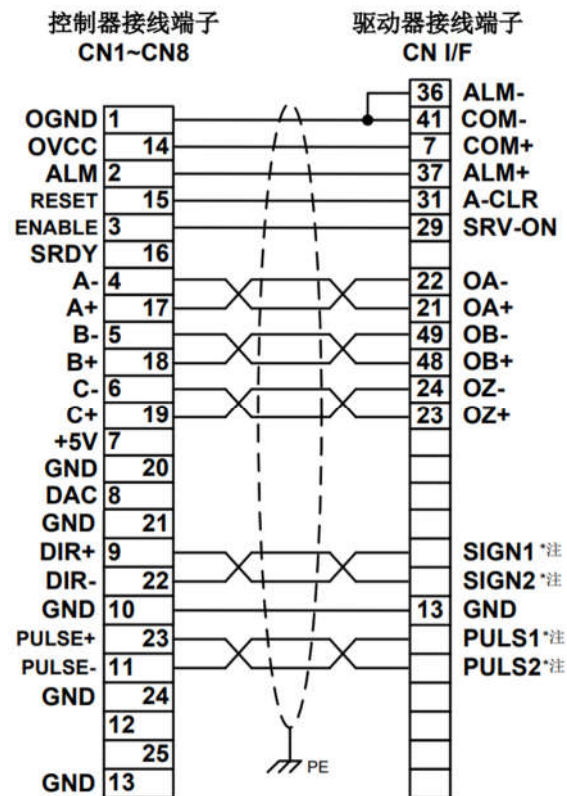 控制器接线端子 驱动器接线端子
CN1~CN8 CN I/F
36 ALM-
OGND 1 41 COM-
OVCC 14 7 COM+
ALM 2 37 ALM+
RESET 15 31 A-CLR
ENABLE 3 29 SRV-ON
SRDY 16
A- 4 22 OA-
A+ 17 21 OA+
B- 5 49 OB-
B+ 18 48 OB+
C- 6 24 OZ-
C+ 19 23 OZ+
+5V 7
GND 20
DAC 8
GND 21
DIR+ 9 SIGN1 *注
DIR- 22 SIGN2 *注
GND 10 13 GND
PULSE+ 23 PULS1 *注
PULSE- 11 PULS2 *注
GND 24
12
25
GND 13
PE